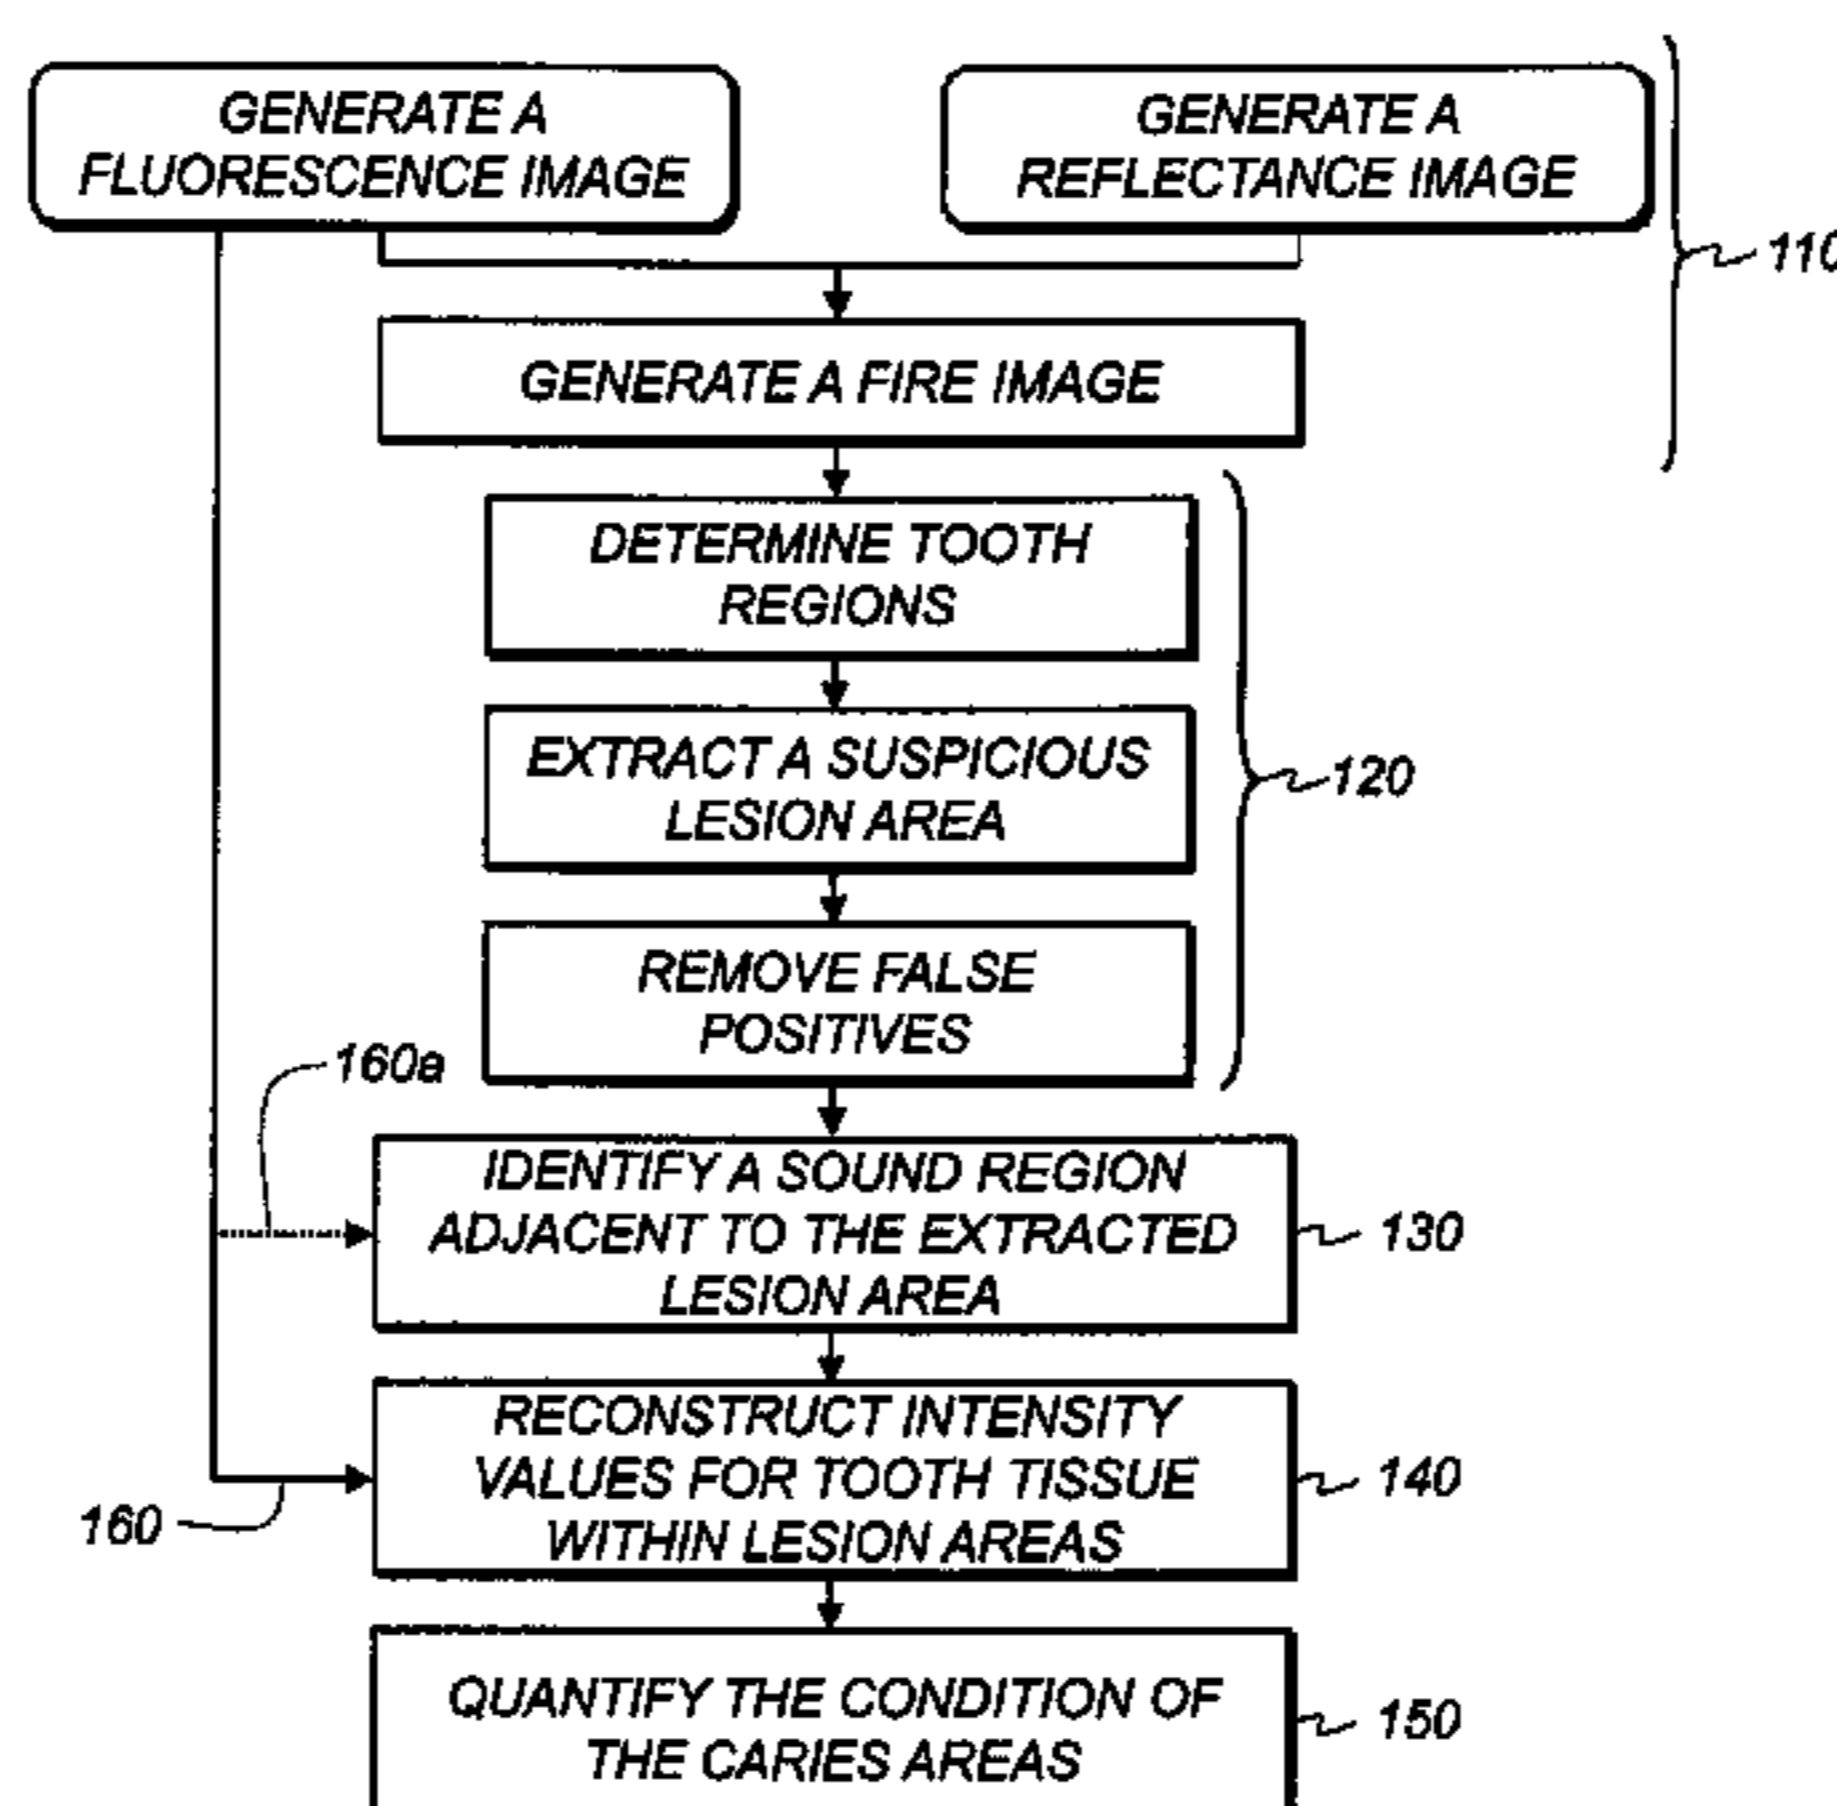 GENERATE A
FLUORESCENCE IMAGE
GENERATE A
REFLECTANCE IMAGE
110
GENERATE A FIRE IMAGE
DETERMINE TOOTH
REGIONS
EXTRACT A SUSPICIOUS
LESION AREA
120
REMOVE FALSE
POSITIVES
160a
IDENTIFY A SOUND REGION
ADJACENT TO THE EXTRACTED
LESION AREA
130
RECONSTRUCT INTENSITY
VALUES FOR TOOTH TISSUE
WITHIN LESION AREAS
140
160
QUANTIFY THE CONDITION OF
THE CARIES AREAS
150